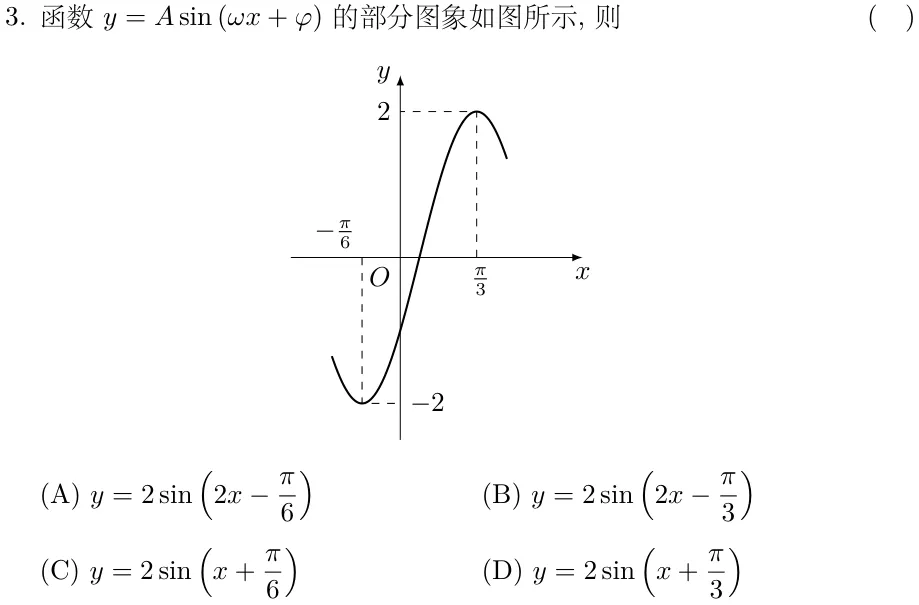 3. 函数 y = A sin (ωx + φ) 的部分图象如图所示, 则 ( )
y
2
−π/6
O
π/3
x
−2
(A) y = 2 sin (2x − π/6) (B) y = 2 sin (2x − π/3)
(C) y = 2 sin (x + π/6) (D) y = 2 sin (x + π/3)